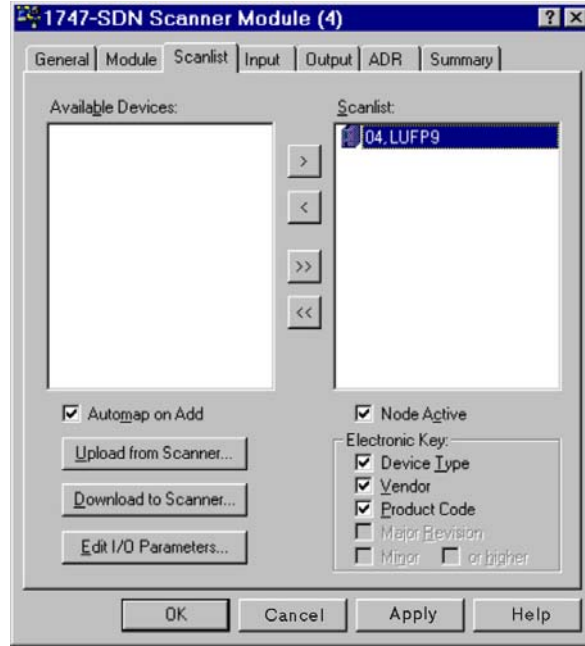 1747-SDN Scanner Module (4)
? X
General Module Scanlist Input Output ADR Summary
Available Devices:
Scanlist:
04, LUFP9
>
<
>>
<<
Automap on Add
Node Active
Upload from Scanner...
Download to Scanner...
Edit I/O Parameters...
Electronic Key:
Device Type
Vendor
Product Code
Major Revision
Minor or higher
OK Cancel Apply Help